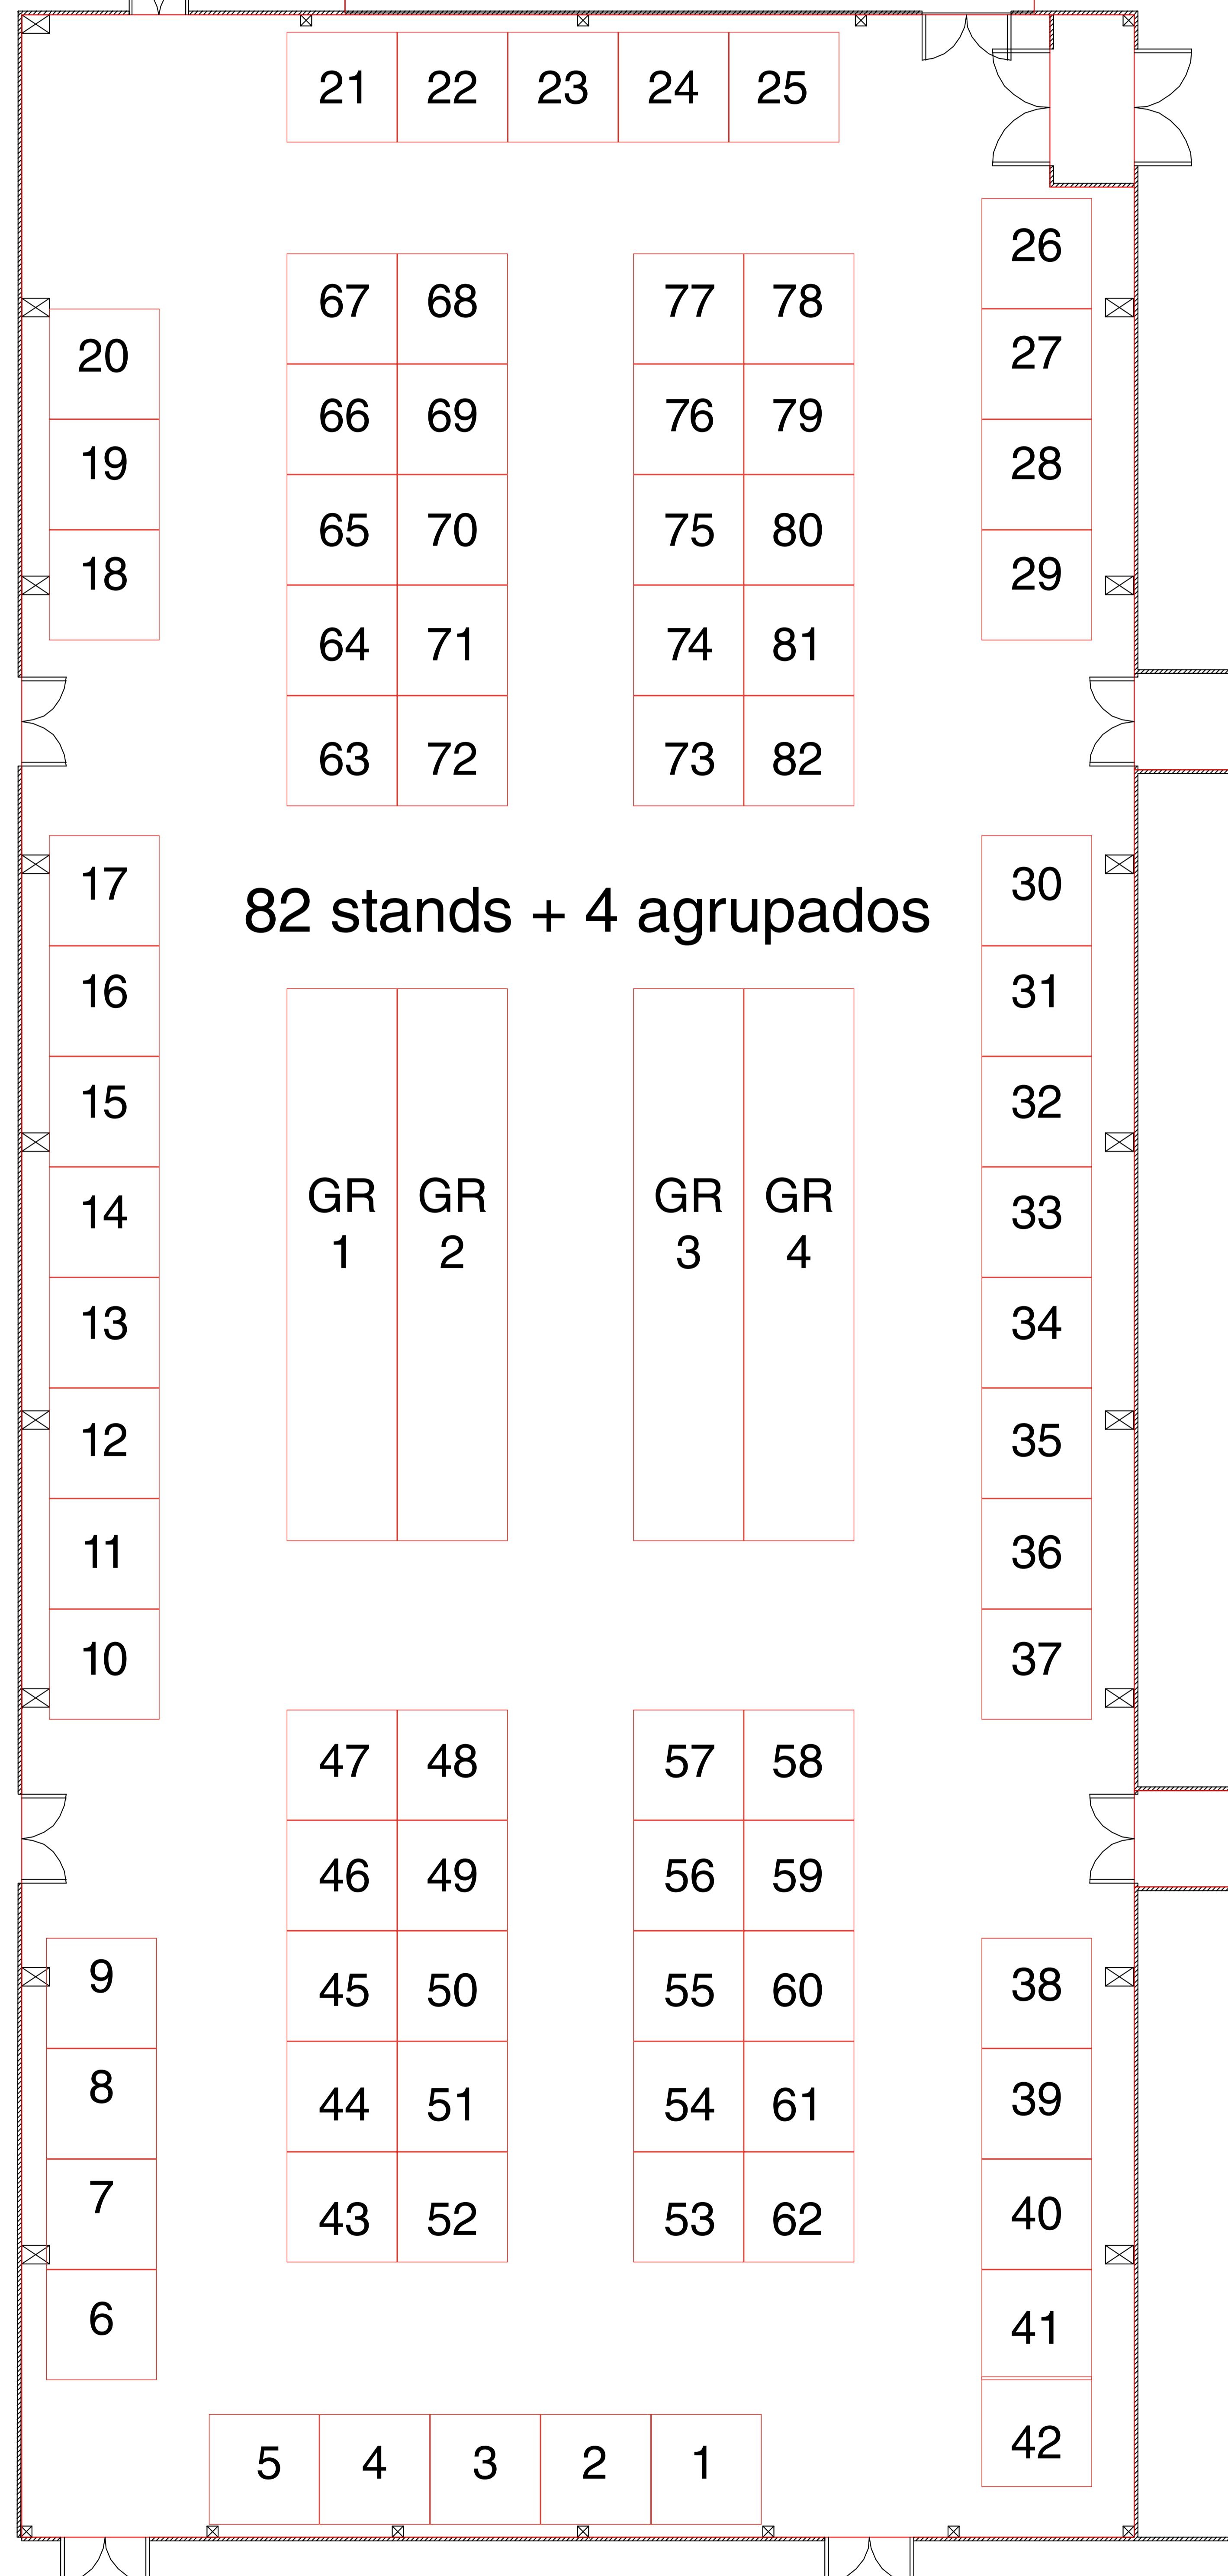 21 22 23 24 25
26
67 68 77 78
20 27
66 69 76 79
19 28
65 70 75 80
18 29
64 71 74 81
63 72 73 82
17 30
82 stands + 4 agrupados
16 31
15 32
GR GR GR GR
1 2 3 4
14 33
13 34
12 35
11 36
10 37
47 48 57 58
46 49 56 59
9 38
45 50 55 60
8 39
44 51 54 61
7 40
43 52 53 62
6 41
42
5 4 3 2 1